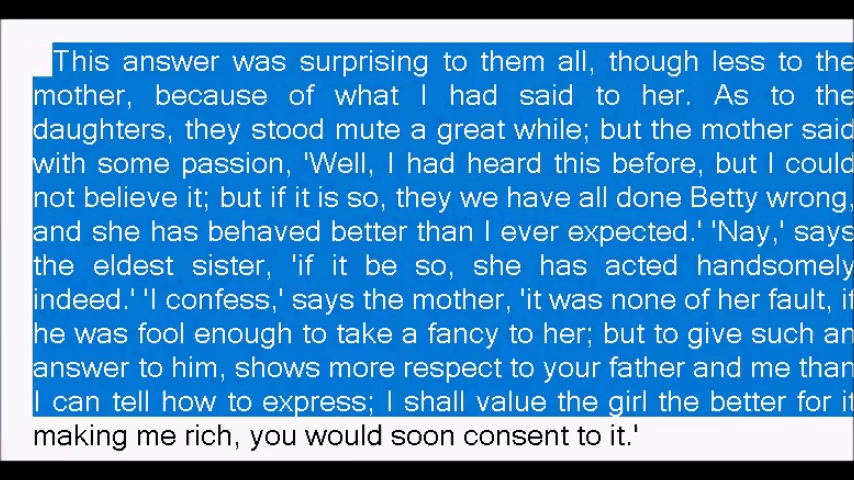 This answer was surprising to them all, though less to the
mother, because of what I had said to her. As to the
daughters, they stood mute a great while; but the mother said
with some passion, 'Well, I had heard this before, but I could
not believe it; but if it is so, they we have all done Betty wrong,
and she has behaved better than I ever expected.' 'Nay,' says
the eldest sister, 'if it be so, she has acted handsomely
indeed.' 'I confess,' says the mother, 'it was none of her fault, if
he was fool enough to take a fancy to her; but to give such an
answer to him, shows more respect to your father and me than
I can tell how to express; I shall value the girl the better for it
making me rich, you would soon consent to it.'